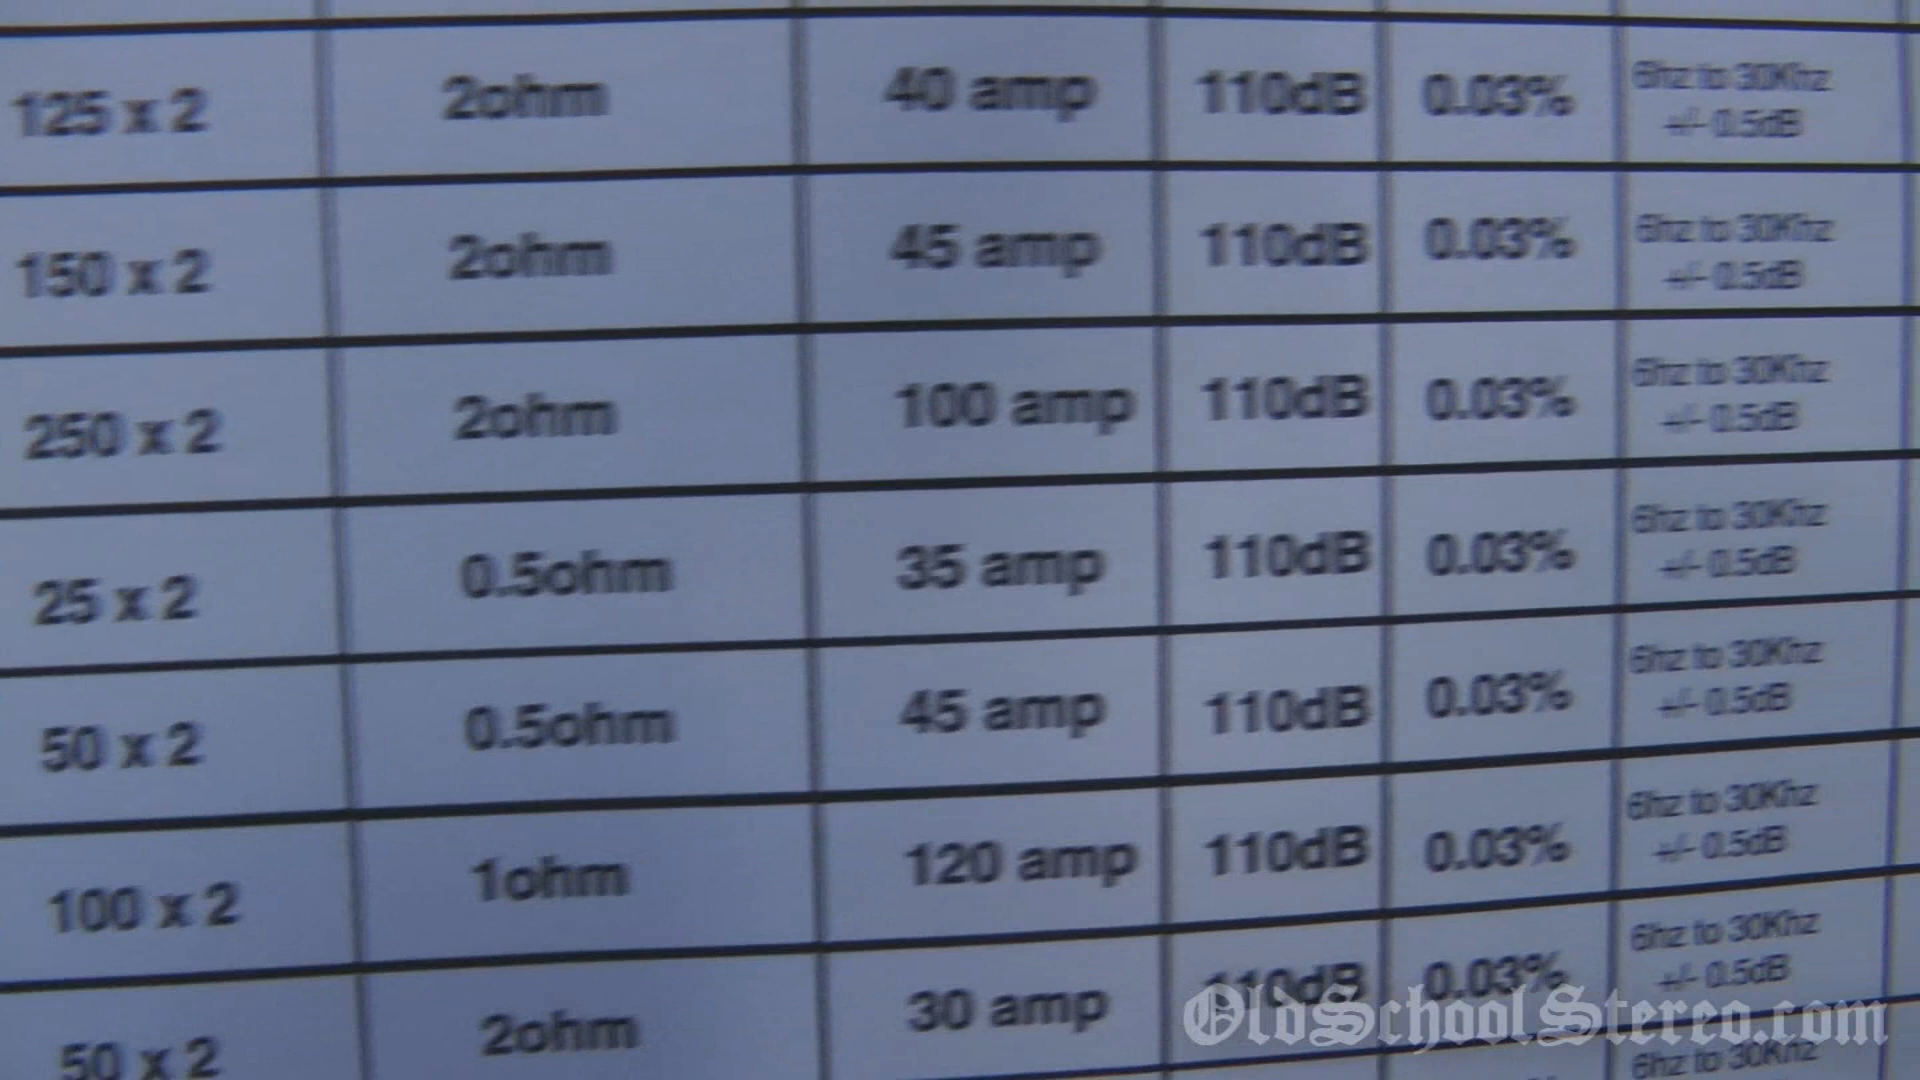 125 x 2 2ohm 40 amp 110dB 0.03% 6hz to 30Khz
+/- 0.5dB
150 x 2 2ohm 45 amp 110dB 0.03% 6hz to 30Khz
+/- 0.5dB
250 x 2 2ohm 100 amp 110dB 0.03% 6hz to 30Khz
+/- 0.5dB
25 x 2 0.5ohm 35 amp 110dB 0.03% 6hz to 30Khz
+/- 0.5dB
50 x 2 0.5ohm 45 amp 110dB 0.03% 6hz to 30Khz
+/- 0.5dB
100 x 2 1ohm 120 amp 110dB 0.03% 6hz to 30Khz
+/- 0.5dB
50 x 2 2ohm 30 amp 110dB 0.03% 6hz to 30Khz
+/- 0.5dB
OldSchoolStereo.com
6hz to 30Khz